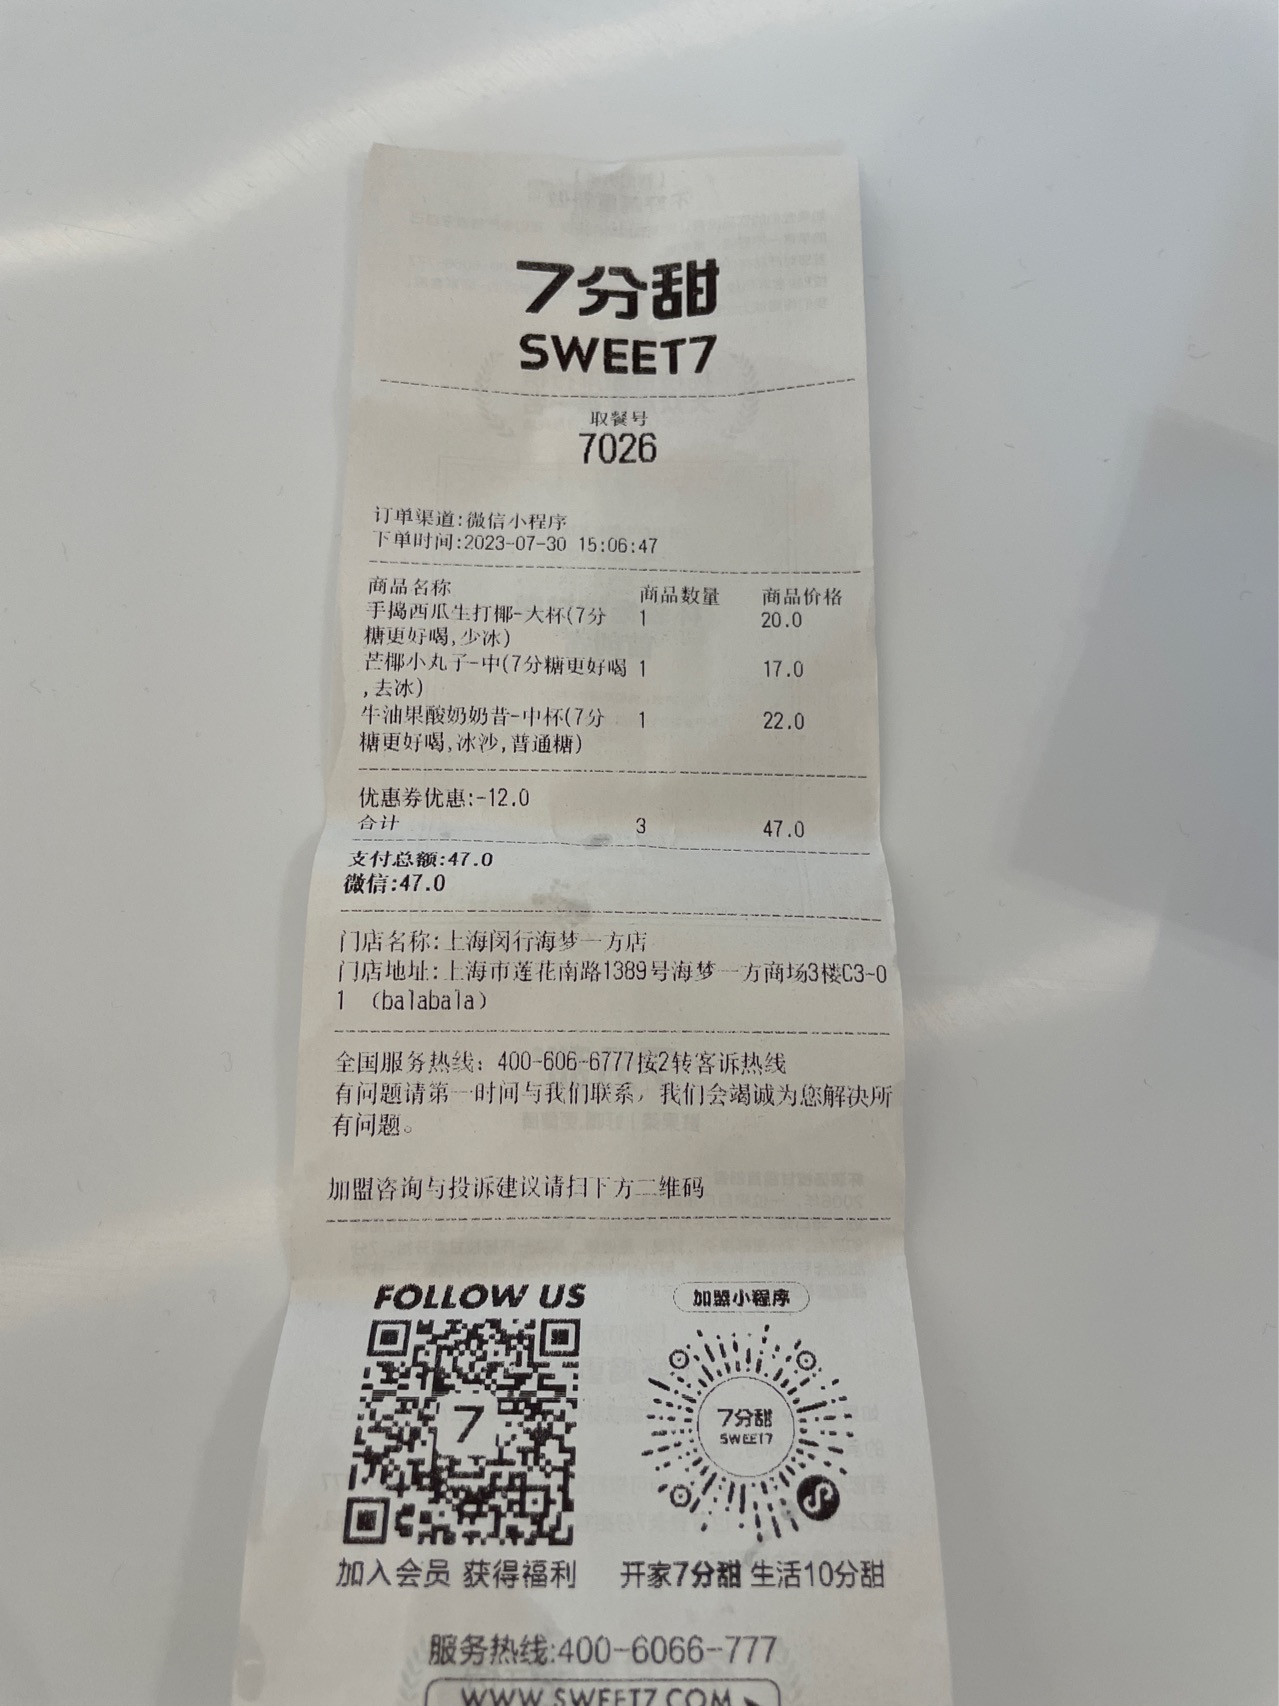 7分甜
SWEET7
取餐号
7026
订单渠道:微信小程序
下单时间:2023-07-30 15:06:47
商品名称 商品数量 商品价格
手捣西瓜生打椰-大杯(7分 1 20.0
糖更好喝,少冰)
芒椰小丸子-中(7分糖更好喝 1 17.0
,去冰)
牛油果酸奶奶昔-中杯(7分 1 22.0
糖更好喝,冰沙,普通糖)
优惠券优惠:-12.0
合计 3 47.0
支付总额:47.0
微信:47.0
门店名称:上海闵行海梦一方店
门店地址:上海市莲花南路1389号海梦一方商场3楼C3-0
1 （balabala）
全国服务热线：400-606-6777按2转客诉热线
有问题请第一时间与我们联系，我们会竭诚为您解决所
有问题。
加盟咨询与投诉建议请扫下方二维码
FOLLOW US 加盟小程序
7
7分甜
SWEET7
加入会员 获得福利 开家7分甜 生活10分甜
服务热线:400-6066-777
WWW.SWEET7.COM